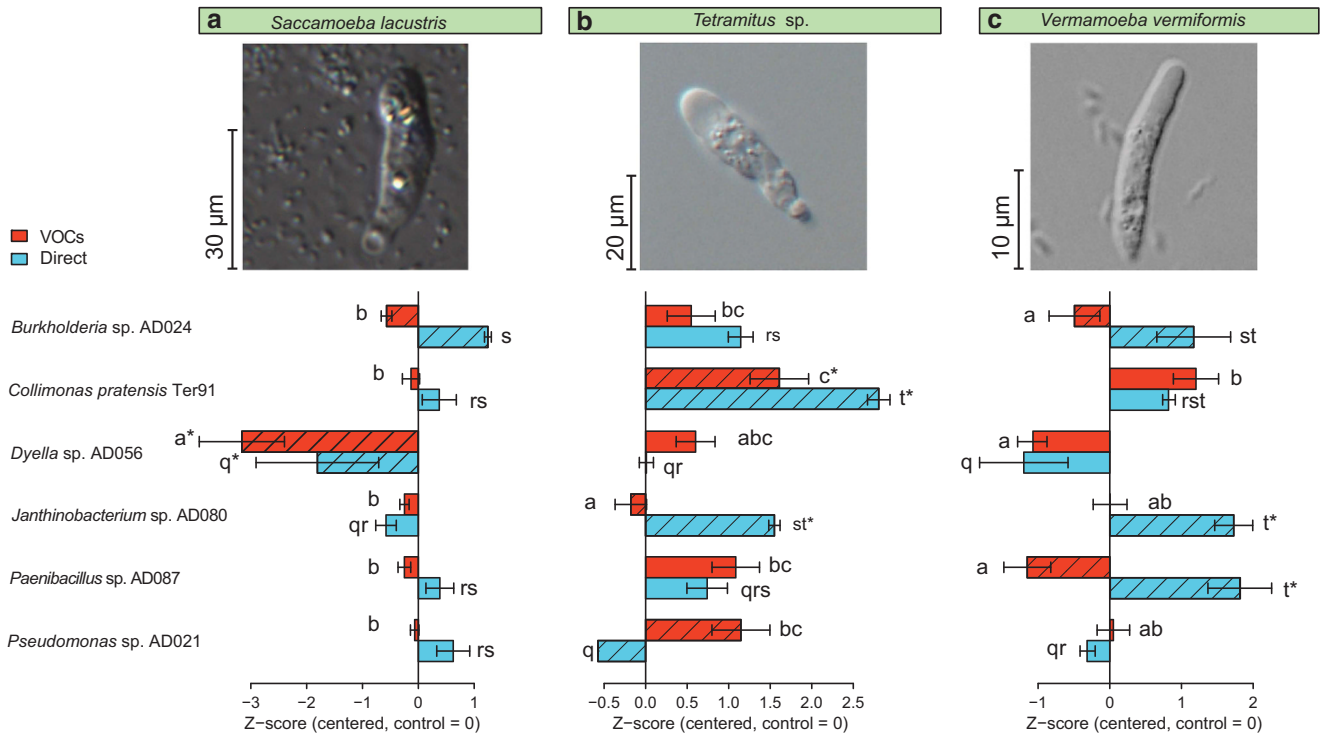 a Saccamoeba lacustris
b Tetramitus sp.
c Vermamoeba vermiformis
30 µm
20 µm
10 µm
VOCs
Direct
Burkholderia sp. AD024
b
s
bc
rs
a
st
Collimonas pratensis Ter91
b
rs
c*
t*
b
rst
Dyella sp. AD056
a*
q*
abc
qr
a
q
Janthinobacterium sp. AD080
b
qr
a
st*
ab
t*
Paenibacillus sp. AD087
b
rs
bc
qrs
a
t*
Pseudomonas sp. AD021
b
rs
bc
q
ab
qr
−3 −2 −1 0 1
Z−score (centered, control = 0)
−0.5 0.0 0.5 1.0 1.5 2.0 2.5
Z−score (centered, control = 0)
−1 0 1 2
Z−score (centered, control = 0)